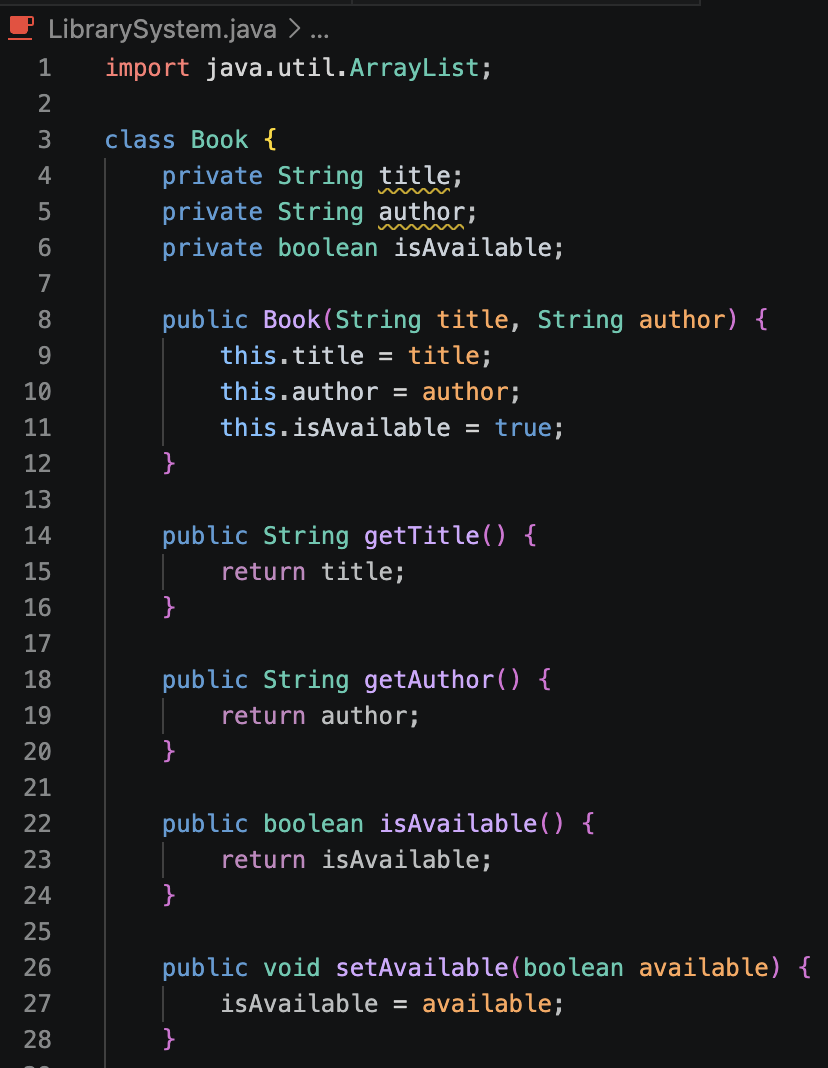 LibrarySystem.java > ...
1 import java.util.ArrayList;
2
3 class Book {
4     private String title;
5     private String author;
6     private boolean isAvailable;
7
8     public Book(String title, String author) {
9         this.title = title;
10         this.author = author;
11         this.isAvailable = true;
12     }
13
14     public String getTitle() {
15         return title;
16     }
17
18     public String getAuthor() {
19         return author;
20     }
21
22     public boolean isAvailable() {
23         return isAvailable;
24     }
25
26     public void setAvailable(boolean available) {
27         isAvailable = available;
28     }